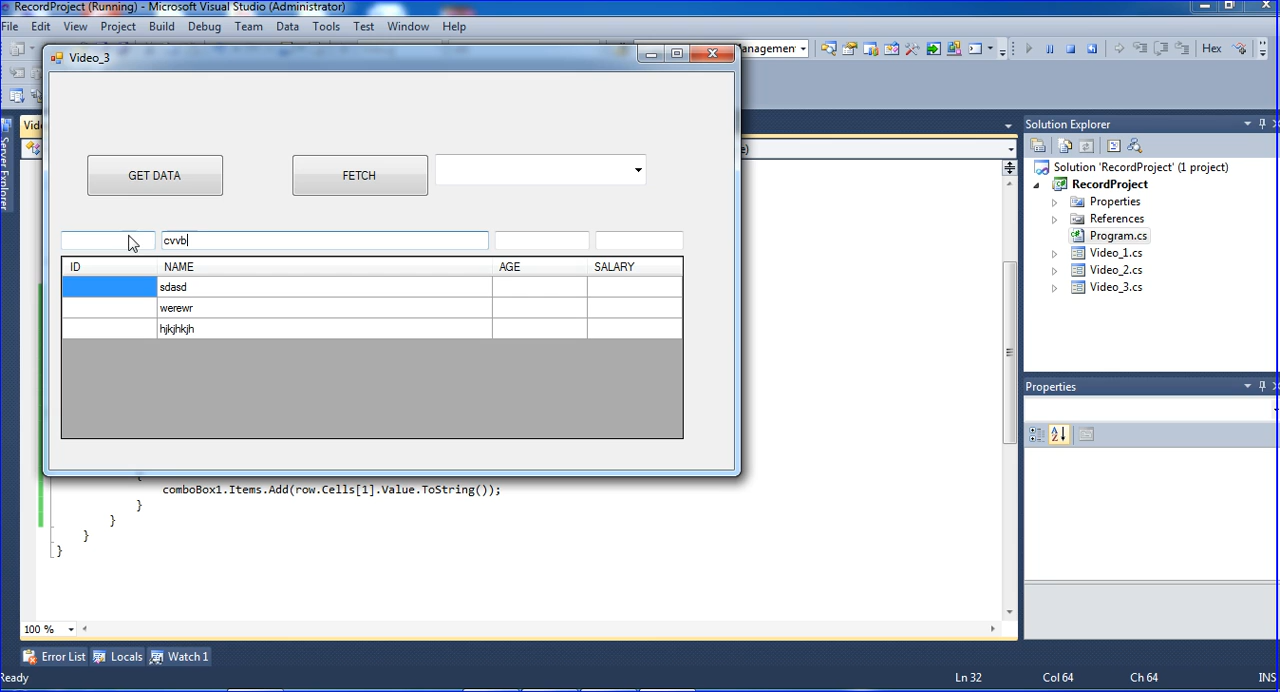 RecordProject (Running) - Microsoft Visual Studio (Administrator)
File Edit View Project Build Debug Team Data Tools Test Window Help
Hex
Video_3
GET DATA FETCH
cvvb
ID NAME AGE SALARY
sdasd
werewr
hjkjhkjh
comboBox1.Items.Add(row.Cells[1].Value.ToString());
}
}
}
}
100 %
Server Explorer
Solution Explorer
Solution 'RecordProject' (1 project)
RecordProject
Properties
References
Program.cs
Video_1.cs
Video_2.cs
Video_3.cs
Properties
Error List Locals Watch 1
Ready Ln 32 Col 64 Ch 64 INS